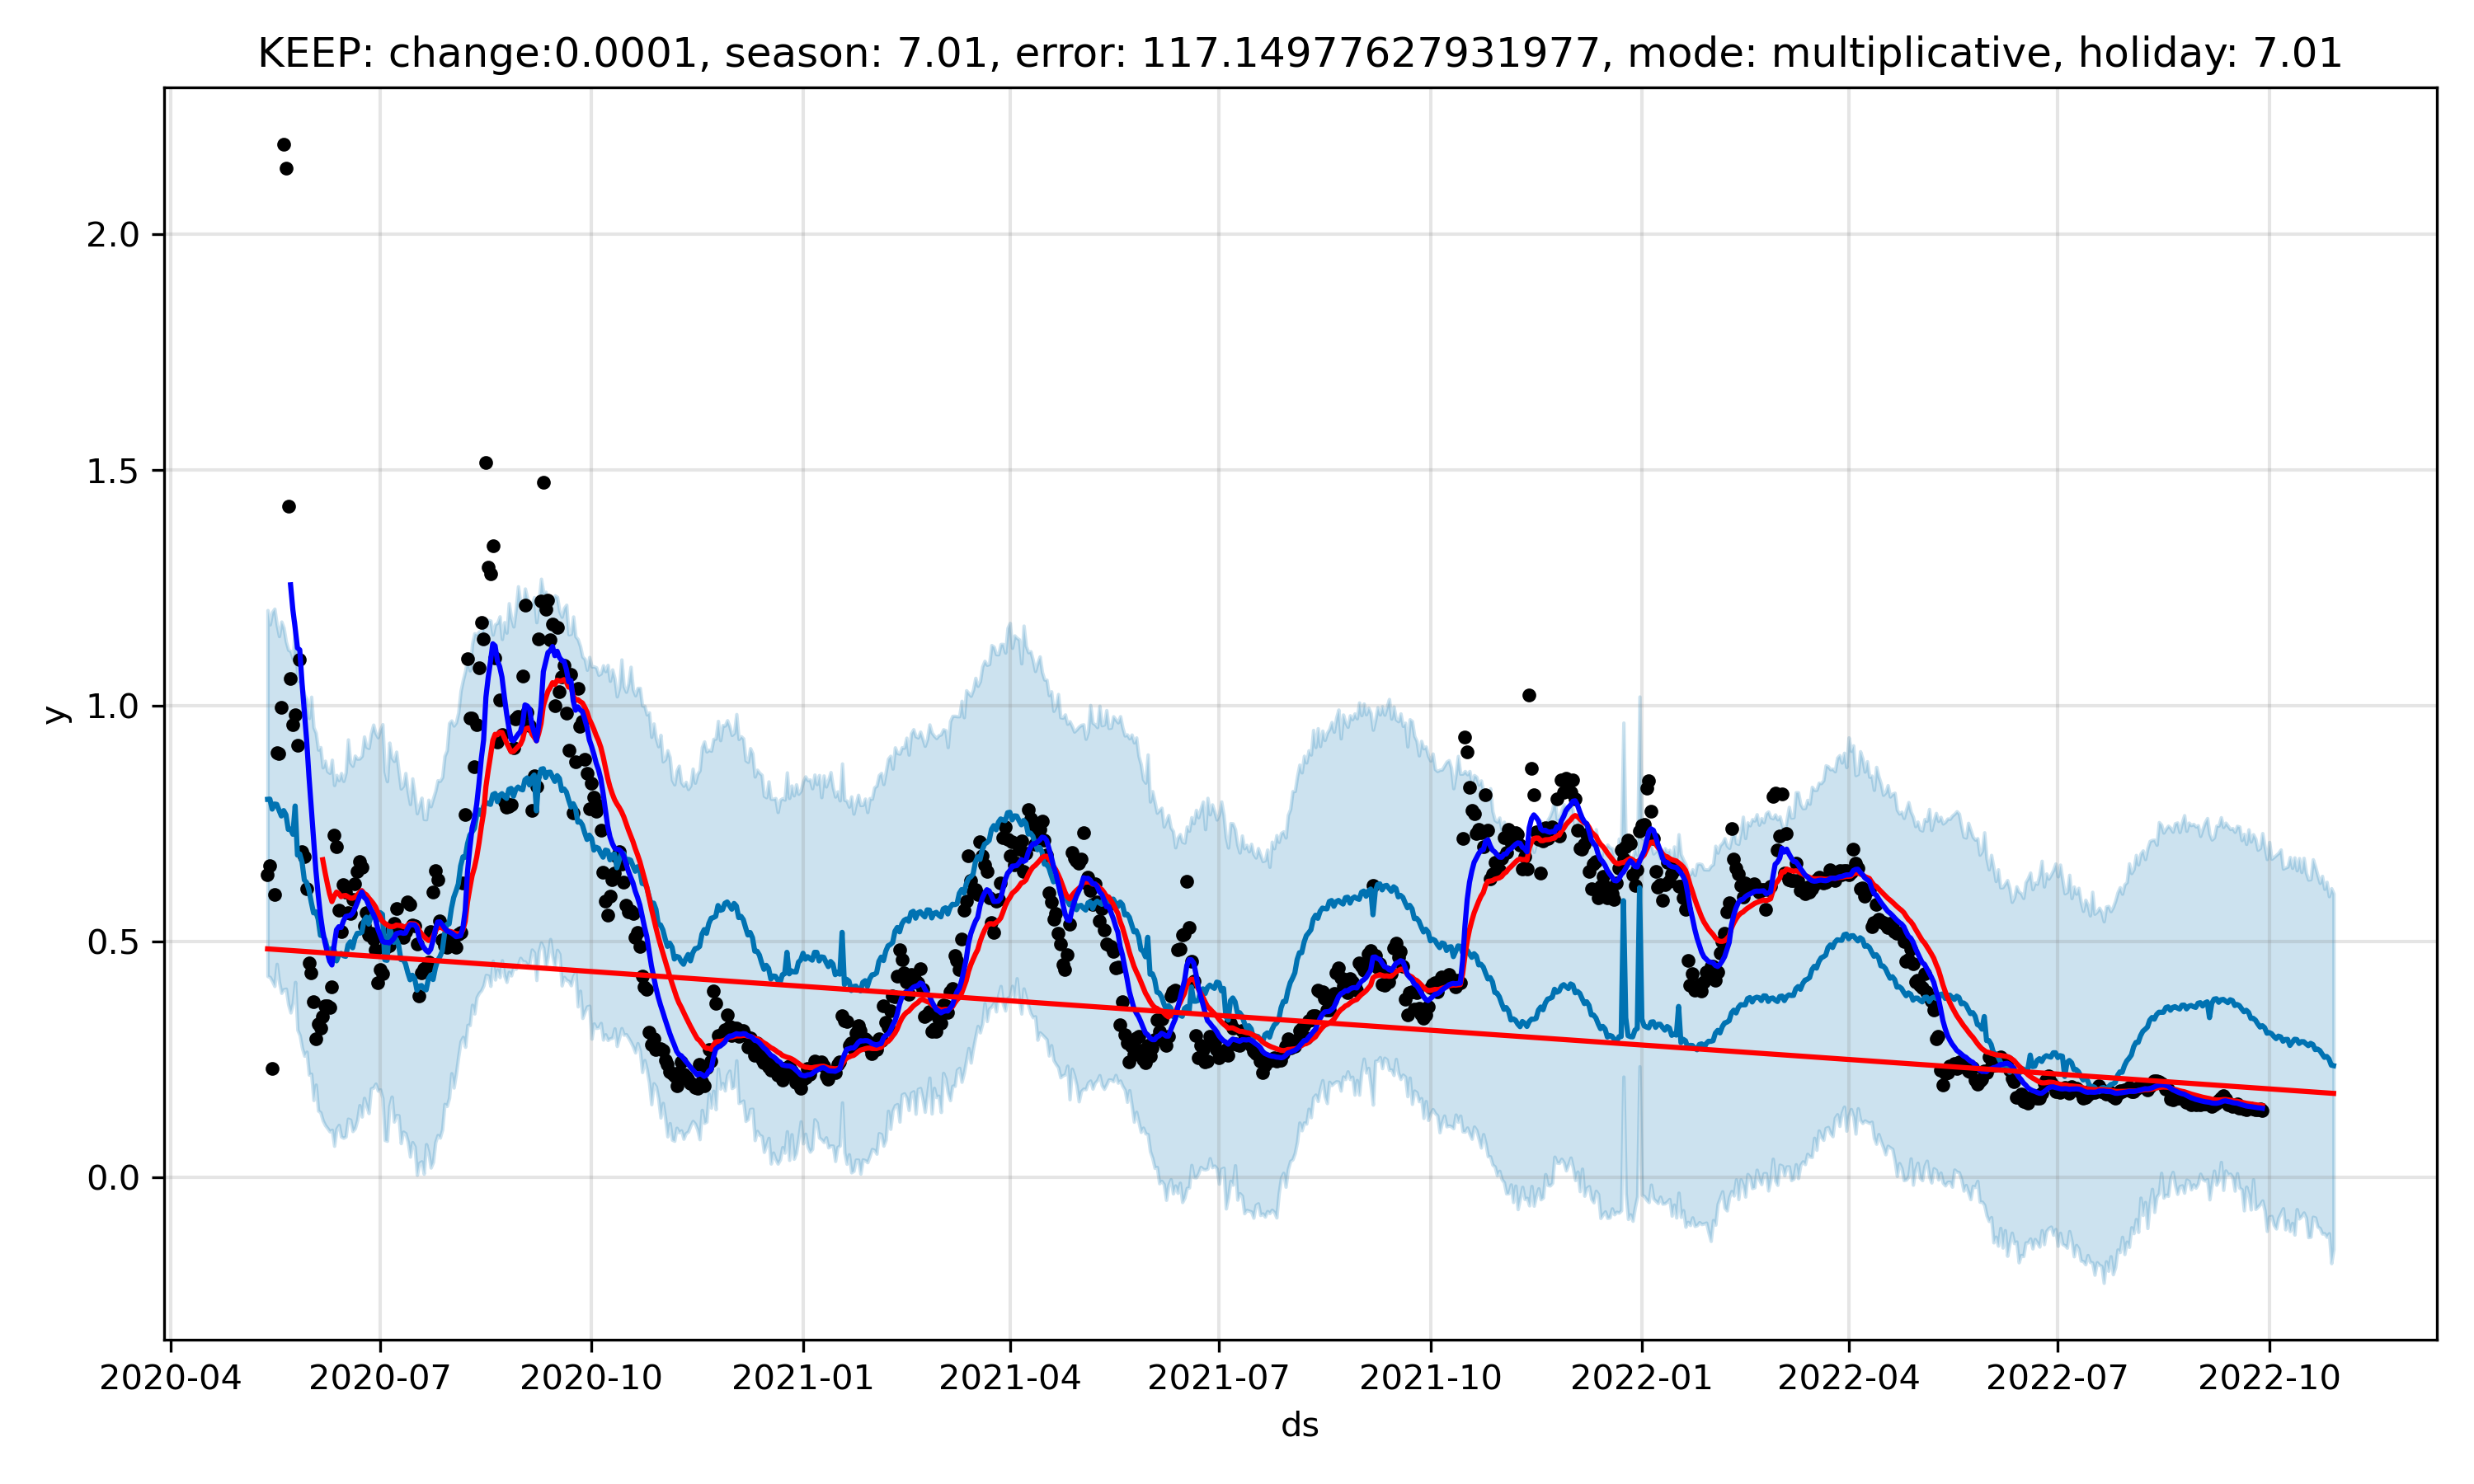 KEEP: change:0.0001, season: 7.01, error: 117.14977627931977, mode: multiplicative, holiday: 7.01
2.0
1.5
1.0
0.5
0.0
y
2020-04 2020-07 2020-10 2021-01 2021-04 2021-07 2021-10 2022-01 2022-04 2022-07 2022-10
ds